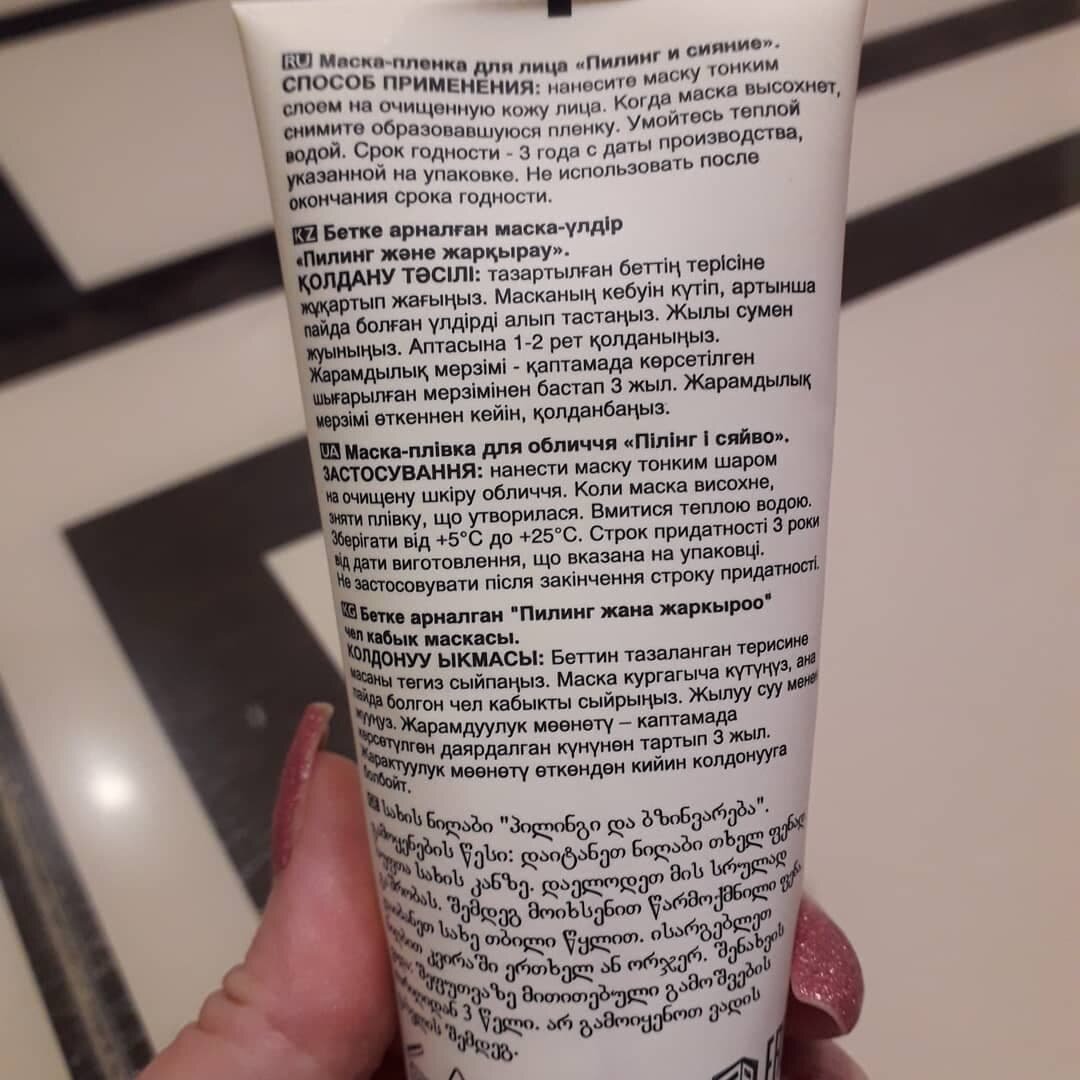 RU Маска-пленка для лица «Пилинг и сияние».
СПОСОБ ПРИМЕНЕНИЯ: нанесите маску тонким
слоем на очищенную кожу лица. Когда маска высохнет,
снимите образовавшуюся пленку. Умойтесь теплой
водой. Срок годности - 3 года с даты производства,
указанной на упаковке. Не использовать после
окончания срока годности.
KZ Бетке арналған маска-үлдір
«Пилинг және жарқырау».
ҚОЛДАНУ ТӘСІЛІ: тазартылған беттің терісіне
жұқартып жағыңыз. Масканың кебуін күтіп, артынша
пайда болған үлдірді алып тастаңыз. Жылы сумен
жуыныңыз. Аптасына 1-2 рет қолданыңыз.
Жарамдылық мерзімі - қаптамада көрсетілген
шығарылған мерзімінен бастап 3 жыл. Жарамдылық
мерзімі өткеннен кейін, қолданбаңыз.
UA Маска-плівка для обличчя «Пілінг і сяйво».
ЗАСТОСУВАННЯ: нанести маску тонким шаром
на очищену шкіру обличчя. Коли маска висохне,
зняти плівку, що утворилася. Вмитися теплою водою.
Зберігати від +5°C до +25°C. Строк придатності 3 роки
від дати виготовлення, що вказана на упаковці.
Не застосовувати після закінчення строку придатності.
KG Бетке арналган "Пилинг жана жаркыроо"
чел кабык маскасы.
КОЛДОНУУ ЫКМАСЫ: Беттин тазаланган терисине
масаны тегиз сыйпаңыз. Маска кургагыча күтүңүз, ана
пайда болгон чел кабыкты сыйрыңыз. Жылуу суу менен
жууңуз. Жарамдуулук мөөнөтү – каптамада
көрсөтүлгөн даярдалган күнүнөн тартып 3 жыл.
Жарактуулук мөөнөтү өткөндөн кийин колдонууга
болбойт.
სახის ნიღაბი "პილინგი და ბზინვარება".
გამოყენების წესი: დაიტანეთ ნიღაბი თხელ ფენად
სახის კანზე. დაელოდეთ მის სრულად
შემდეგ მოიხსენით წარმოქმნილი
სახე თბილი წყლით. ისარგებლეთ
კვირაში ერთხელ ან ორჯერ. შენახვის
შეფუთვაზე მითითებული გამოშვების
3 წელი. არ გამოიყენოთ ვადის
შემდეგ.